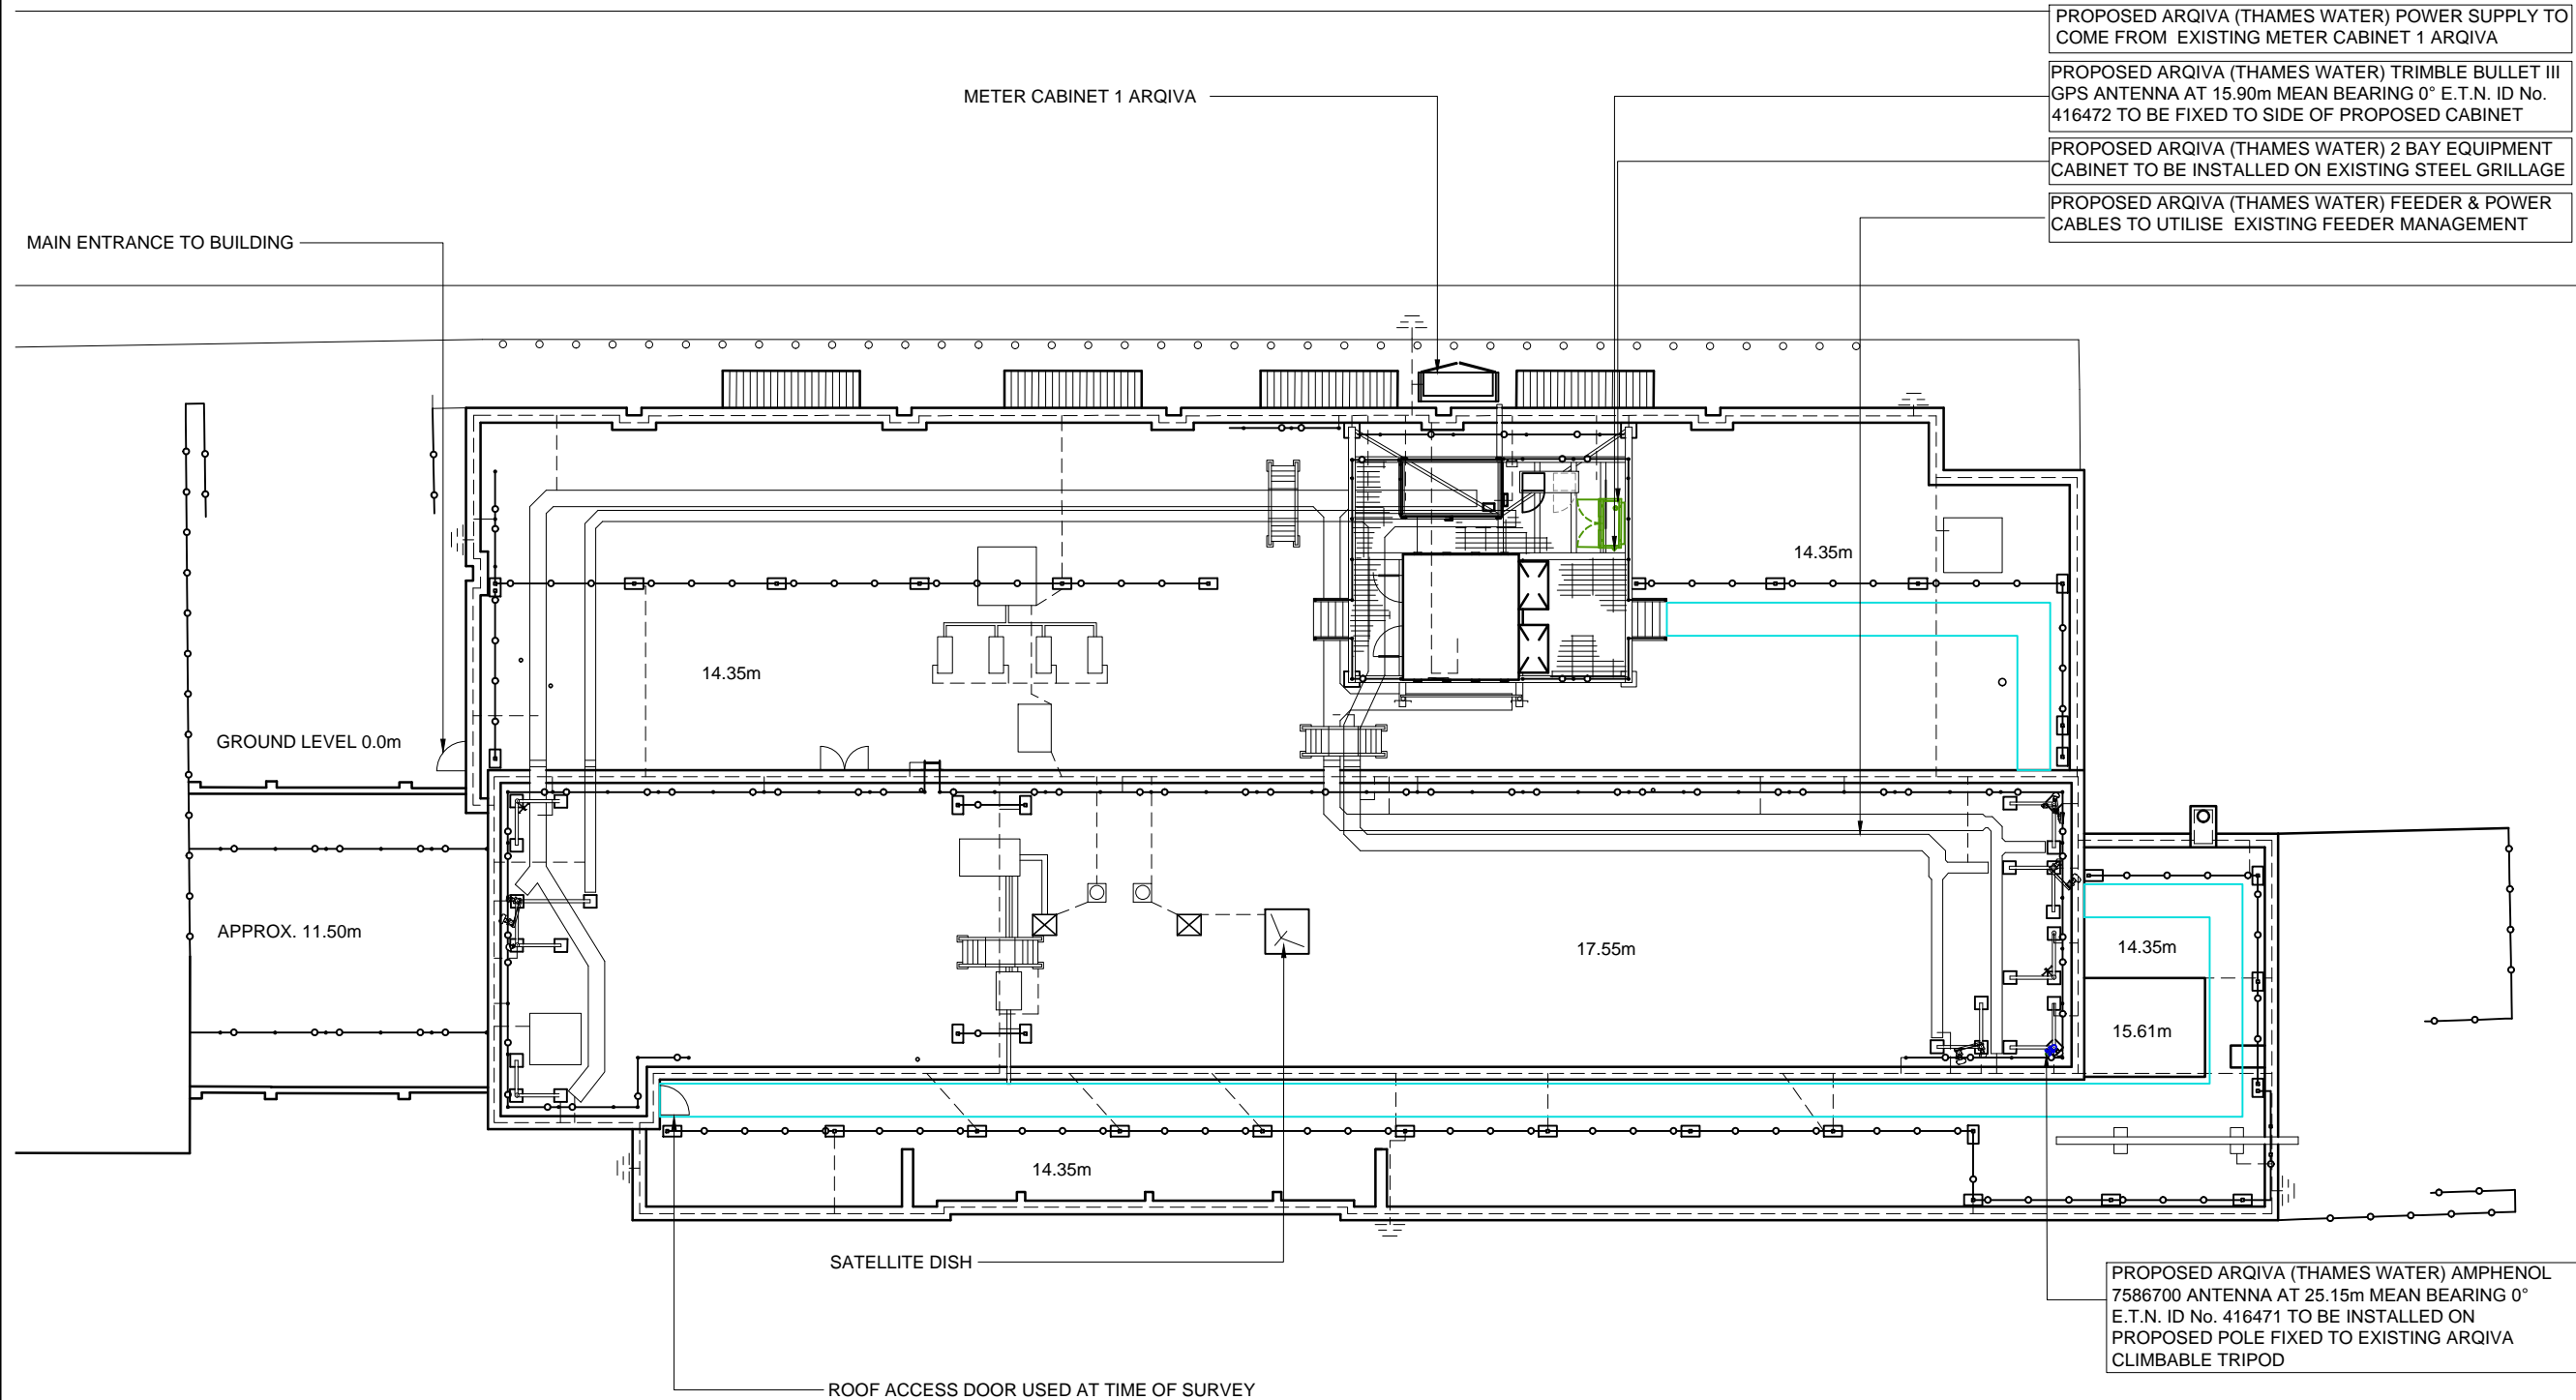 PROPOSED ARQIVA (THAMES WATER) POWER SUPPLY TO
COME FROM EXISTING METER CABINET 1 ARQIVA
PROPOSED ARQIVA (THAMES WATER) TRIMBLE BULLET III
GPS ANTENNA AT 15.90m MEAN BEARING 0° E.T.N. ID No.
416472 TO BE FIXED TO SIDE OF PROPOSED CABINET
METER CABINET 1 ARQIVA
PROPOSED ARQIVA (THAMES WATER) 2 BAY EQUIPMENT
CABINET TO BE INSTALLED ON EXISTING STEEL GRILLAGE
PROPOSED ARQIVA (THAMES WATER) FEEDER & POWER
CABLES TO UTILISE EXISTING FEEDER MANAGEMENT
MAIN ENTRANCE TO BUILDING
14.35m
14.35m
GROUND LEVEL 0.0m
APPROX. 11.50m
17.55m
14.35m
15.61m
14.35m
SATELLITE DISH
PROPOSED ARQIVA (THAMES WATER) AMPHENOL
7586700 ANTENNA AT 25.15m MEAN BEARING 0°
E.T.N. ID No. 416471 TO BE INSTALLED ON
PROPOSED POLE FIXED TO EXISTING ARQIVA
CLIMBABLE TRIPOD
ROOF ACCESS DOOR USED AT TIME OF SURVEY